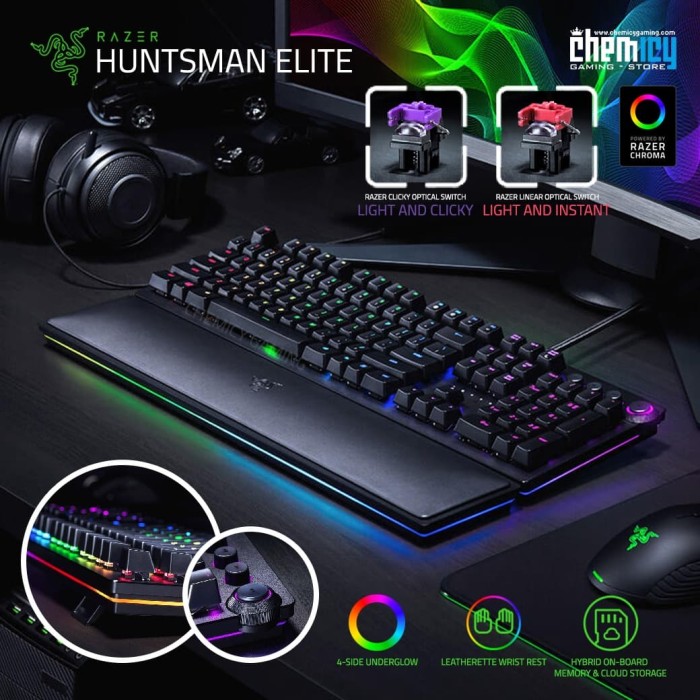 RAZER
HUNTSMAN ELITE
www.chemicygaming.com
chemicy
GAMING - STORE
RAZER CLICKY OPTICAL SWITCH
LIGHT AND CLICKY
RAZER LINEAR OPTICAL SWITCH
LIGHT AND INSTANT
POWERED BY
RAZER
CHROMA
CHEMICY GAMING
4-SIDE UNDERGLOW
LEATHERETTE WRIST REST
HYBRID ON-BOARD
MEMORY & CLOUD STORAGE